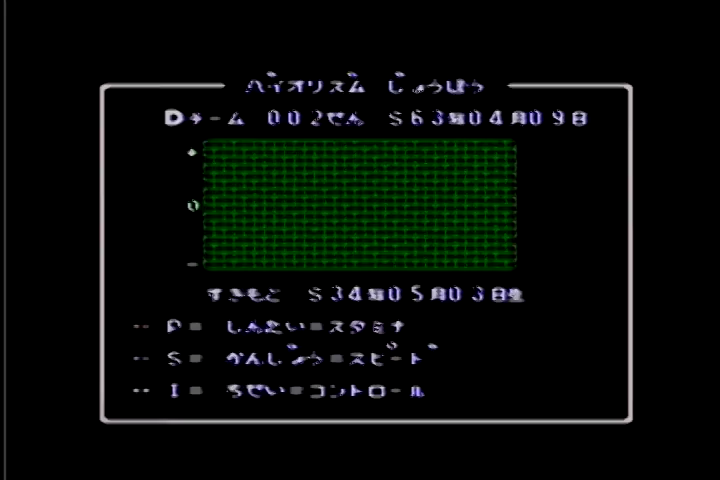 バイオリズム じょうほう
Dチーム 002せん S63年04月09日
+
0
-
すぎもと S34年05月03日生
-- P= しんたい=スタミナ
-- S= かんじょう=スピード
-- I= ちせい=コントロール